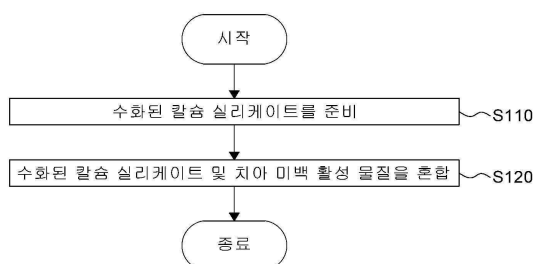 시작
수화된 칼슘 실리케이트를 준비
S110
수화된 칼슘 실리케이트 및 치아 미백 활성 물질을 혼합
S120
종료